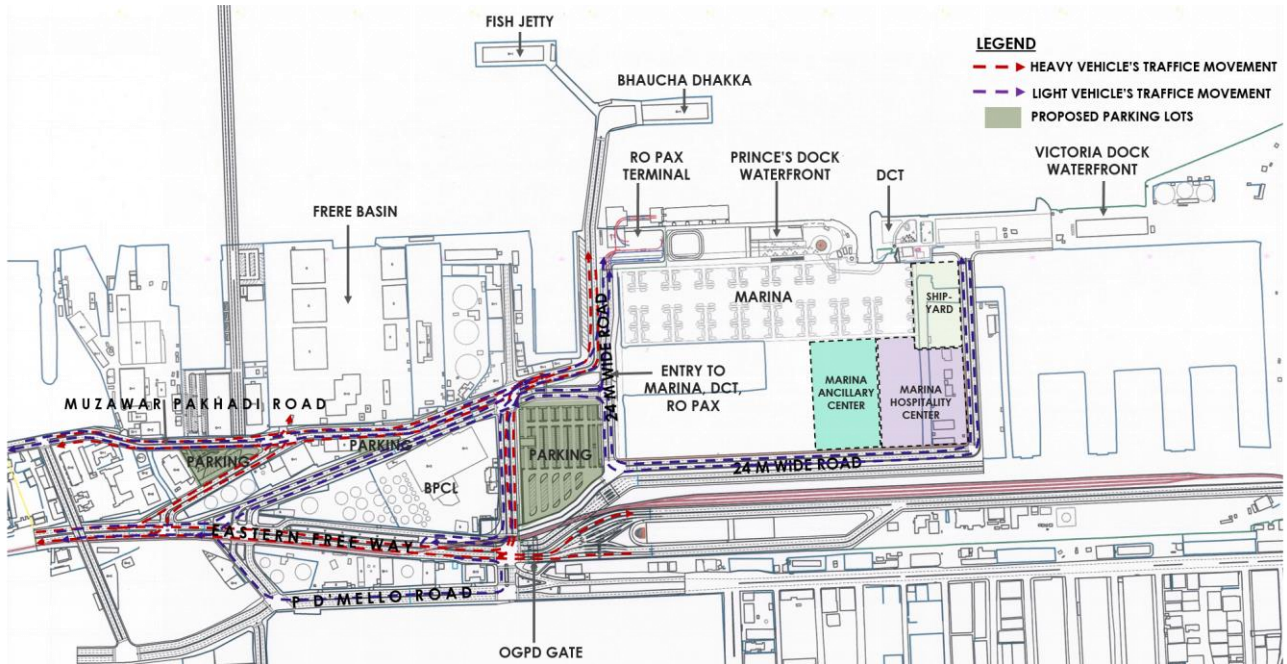 FISH JETTY
BHAUCHA DHAKKA
LEGEND
HEAVY VEHICLE'S TRAFFICE MOVEMENT
LIGHT VEHICLE'S TRAFFICE MOVEMENT
PROPOSED PARKING LOTS
RO PAX
TERMINAL
PRINCE'S DOCK
WATERFRONT
DCT
VICTORIA DOCK
WATERFRONT
FRERE BASIN
MARINA
SHIP-
YARD
24 M WIDE ROAD
ENTRY TO
MARINA, DCT,
RO PAX
MARINA
ANCILLARY
CENTER
MARINA
HOSPITALITY
CENTER
MUZAWAR PAKHADI ROAD
PARKING
PARKING
PARKING
BPCL
24 M WIDE ROAD
EASTERN FREE WAY
P D'MELLO ROAD
OGPD GATE